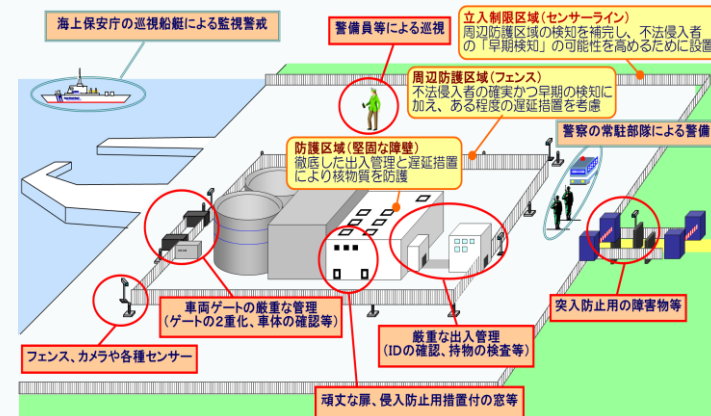 海上保安庁の巡視船艇による監視警戒
警備員等による巡視
立入制限区域(センサーライン)
周辺防護区域の検知を補完し、不法侵入者
の「早期検知」の可能性を高めるために設置
周辺防護区域(フェンス)
不法侵入者の確実かつ早期の検知に
加え、ある程度の遅延措置を考慮
防護区域(堅固な障壁)
徹底した出入管理と遅延措置
により核物質を防護
警察の常駐部隊による警備
車両ゲートの厳重な管理
(ゲートの2重化、車体の確認等)
突入防止用の障害物等
厳重な出入管理
(IDの確認、持物の検査等)
フェンス、カメラや各種センサー
頑丈な扉、侵入防止用措置付の窓等